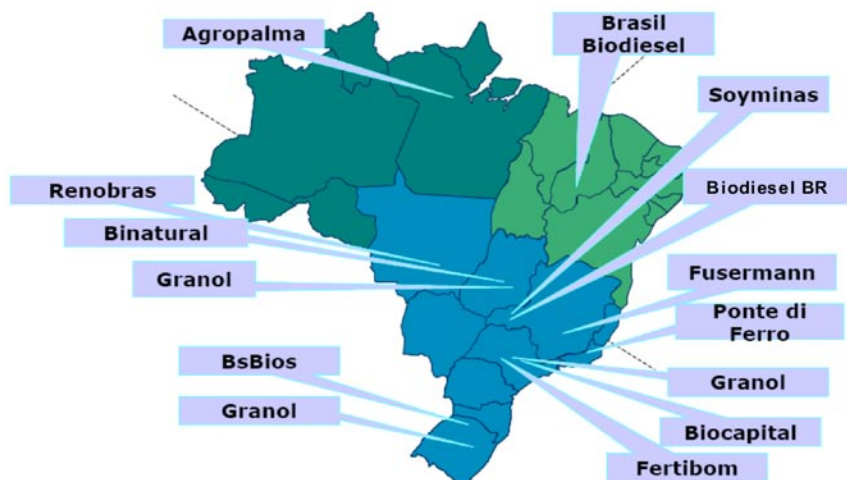 Agropalma
Brasil
Biodiesel
Soyminas
Renobras
Biodiesel BR
Binatural
Granol
Fusermann
Ponte di
Ferro
BsBios
Granol
Granol
Biocapital
Fertibom